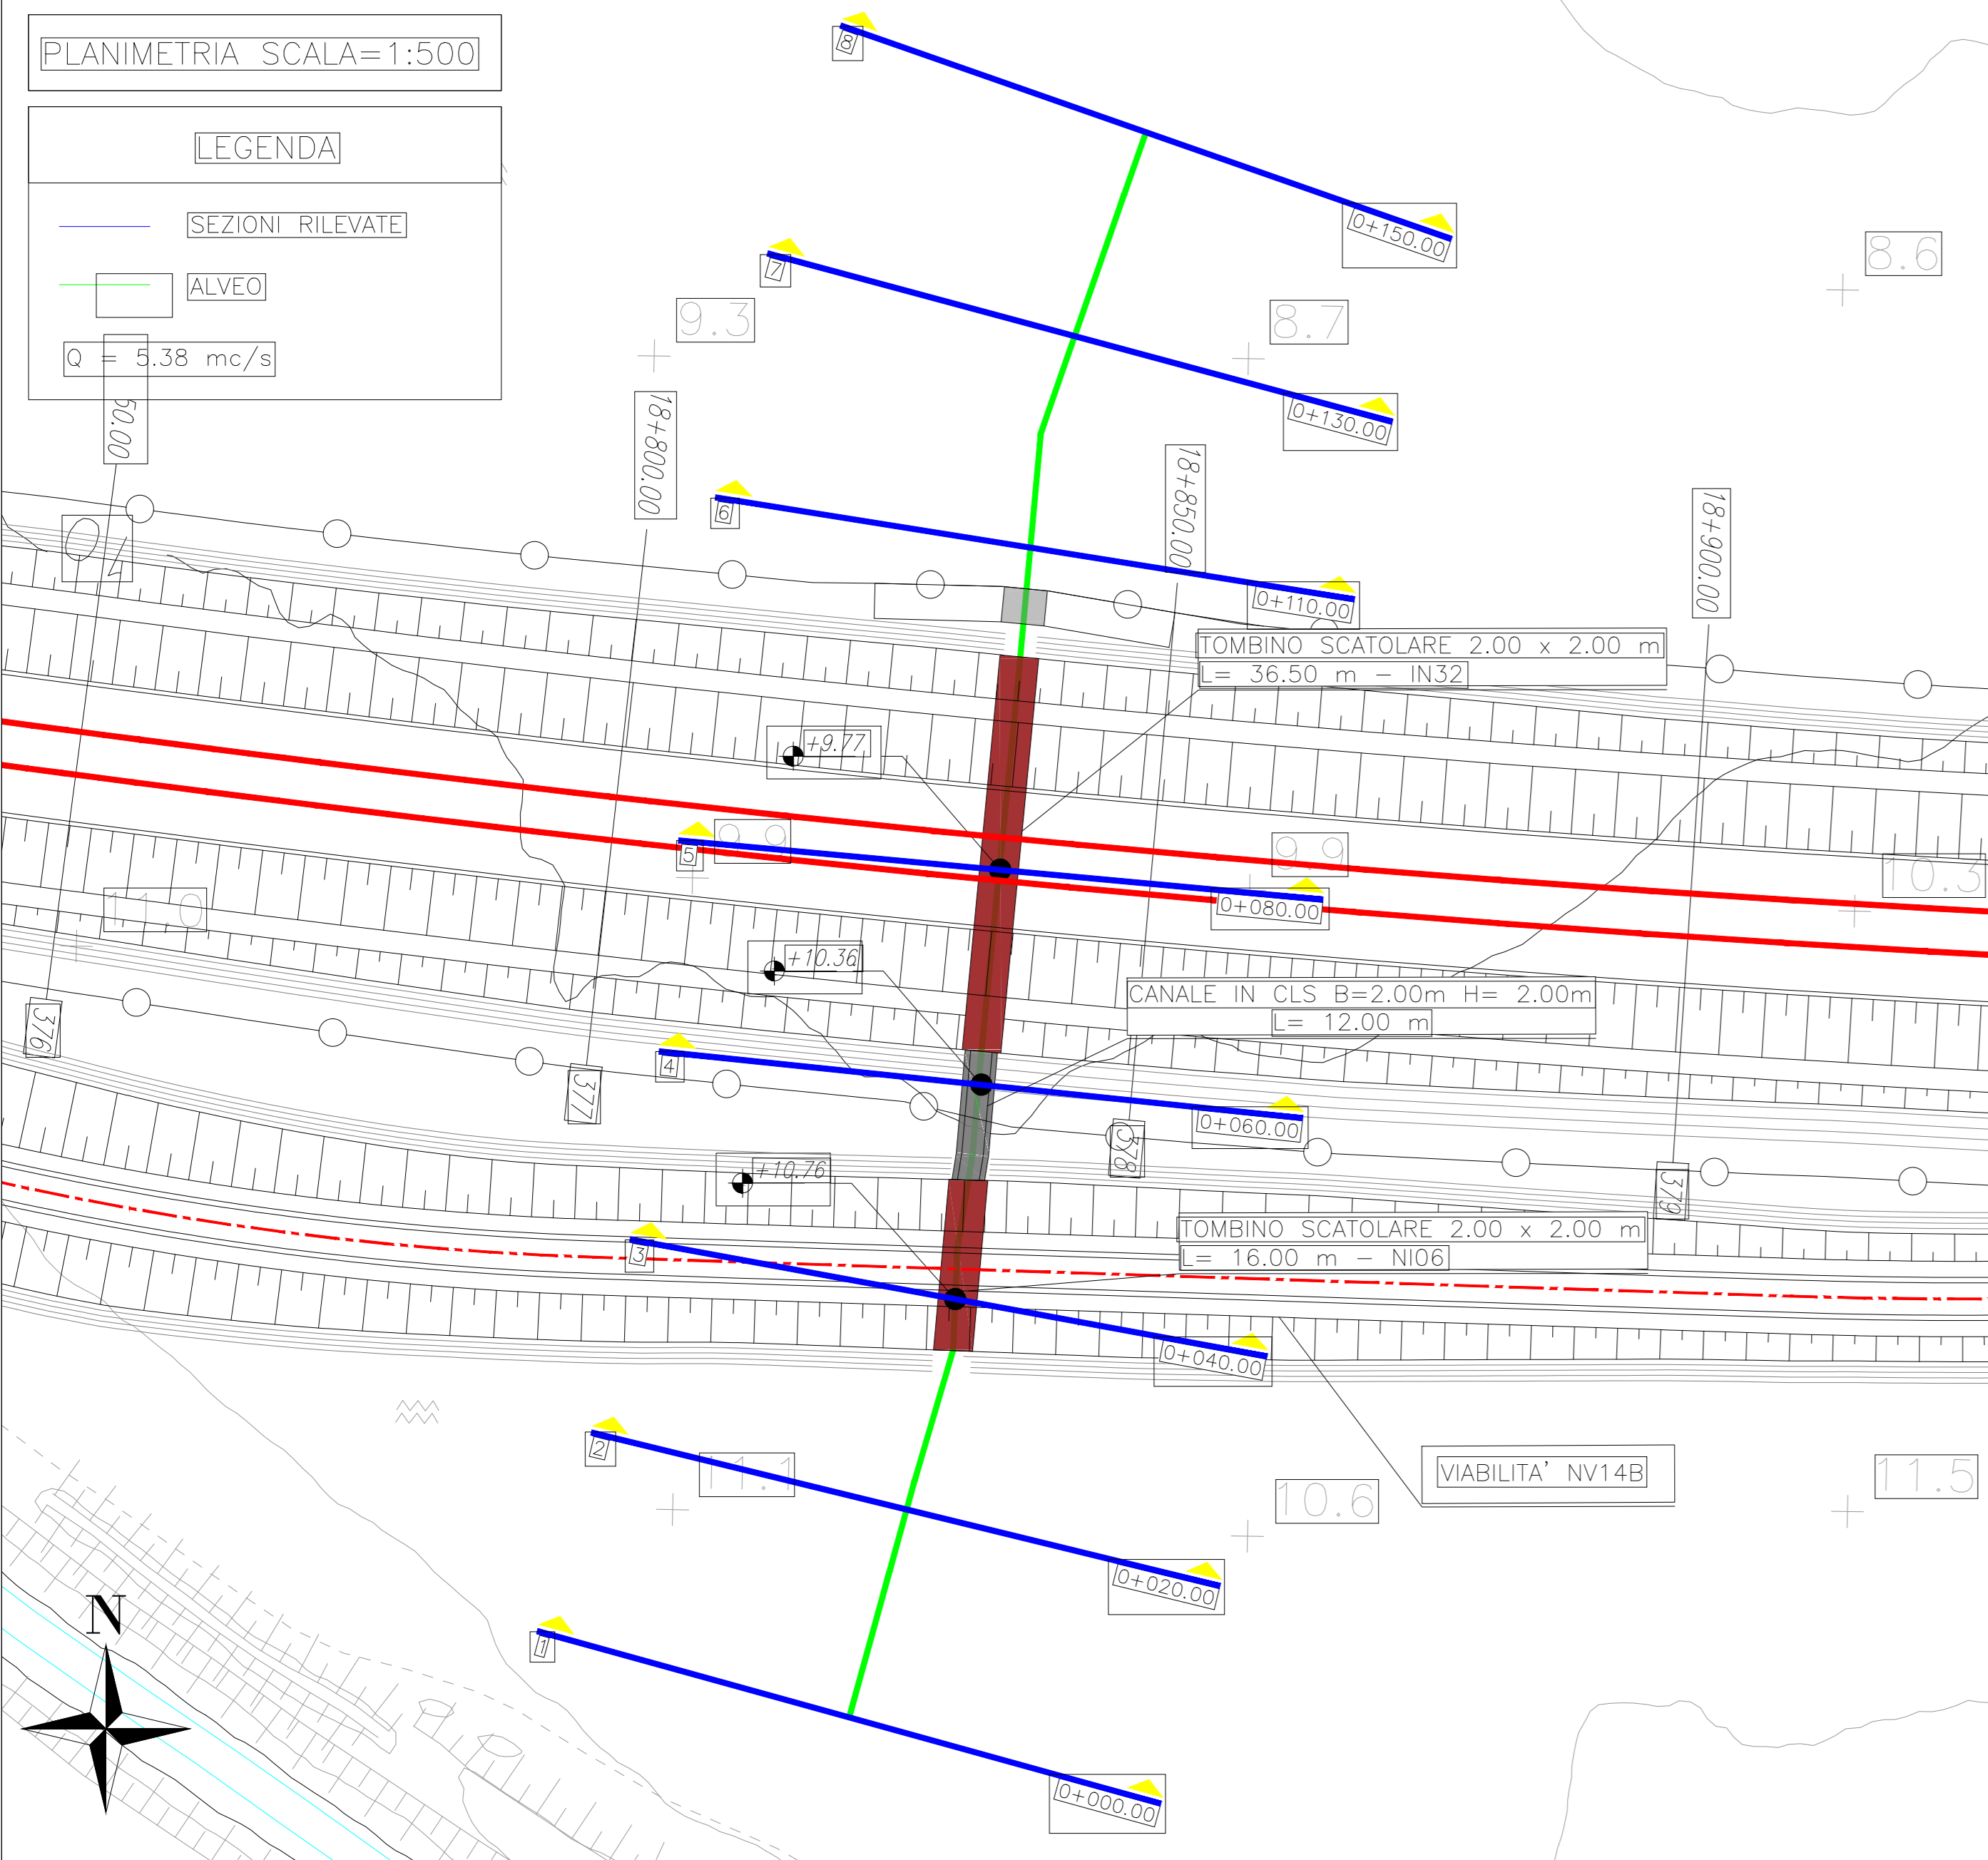 PLANIMETRIA SCALA=1:500
LEGENDA
SEZIONI RILEVATE
ALVEO
Q = 5.38 mc/s
8
0+150.00
7
0+130.00
9.3
8.7
8.6
50.00
18+800.00
18+850.00
18+900.00
6
0+110.00
TOMBINO SCATOLARE 2.00 x 2.00 m
L= 36.50 m - IN32
+9.77
5
9.9
0+080.00
10.3
11.0
+10.36
CANALE IN CLS B=2.00m H= 2.00m
L= 12.00 m
376
377
378
379
4
0+060.00
+10.76
TOMBINO SCATOLARE 2.00 x 2.00 m
L= 16.00 m - NI06
3
0+040.00
2
11.1
10.6
11.5
VIABILITA' NV14B
0+020.00
N
1
0+000.00